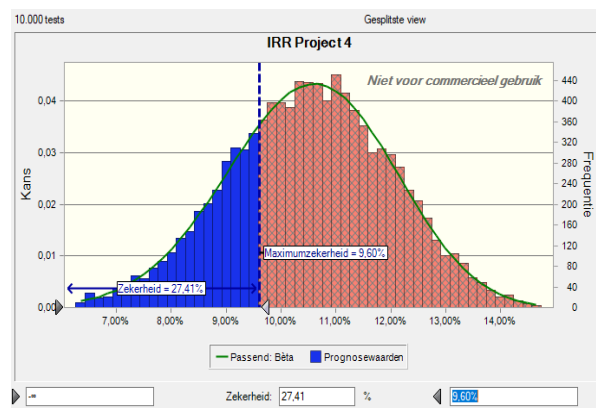 10.000 tests Gesplitste view
IRR Project 4
Niet voor commercieel gebruik
Kans
0,04
0,03
0,02
0,01
0,00
Frequentie
440
400
360
320
280
240
200
160
120
80
40
0
Maximumzekerheid = 9,60%
Zekerheid = 27,41%
7,00% 8,00% 9,00% 10,00% 11,00% 12,00% 13,00% 14,00%
Passend: Bèta Prognosewaarden
-∞ Zekerheid: 27,41 % 9,60%